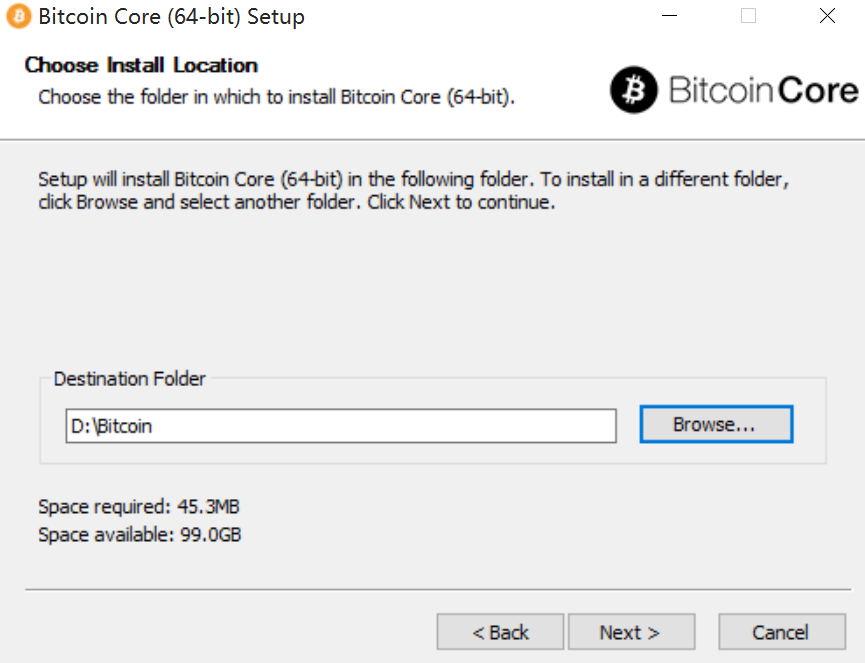 Bitcoin Core (64-bit) Setup
Choose Install Location
Choose the folder in which to install Bitcoin Core (64-bit).
BitcoinCore
Setup will install Bitcoin Core (64-bit) in the following folder. To install in a different folder,
click Browse and select another folder. Click Next to continue.
Destination Folder
D:\Bitcoin
Browse...
Space required: 45.3MB
Space available: 99.0GB
< Back
Next >
Cancel